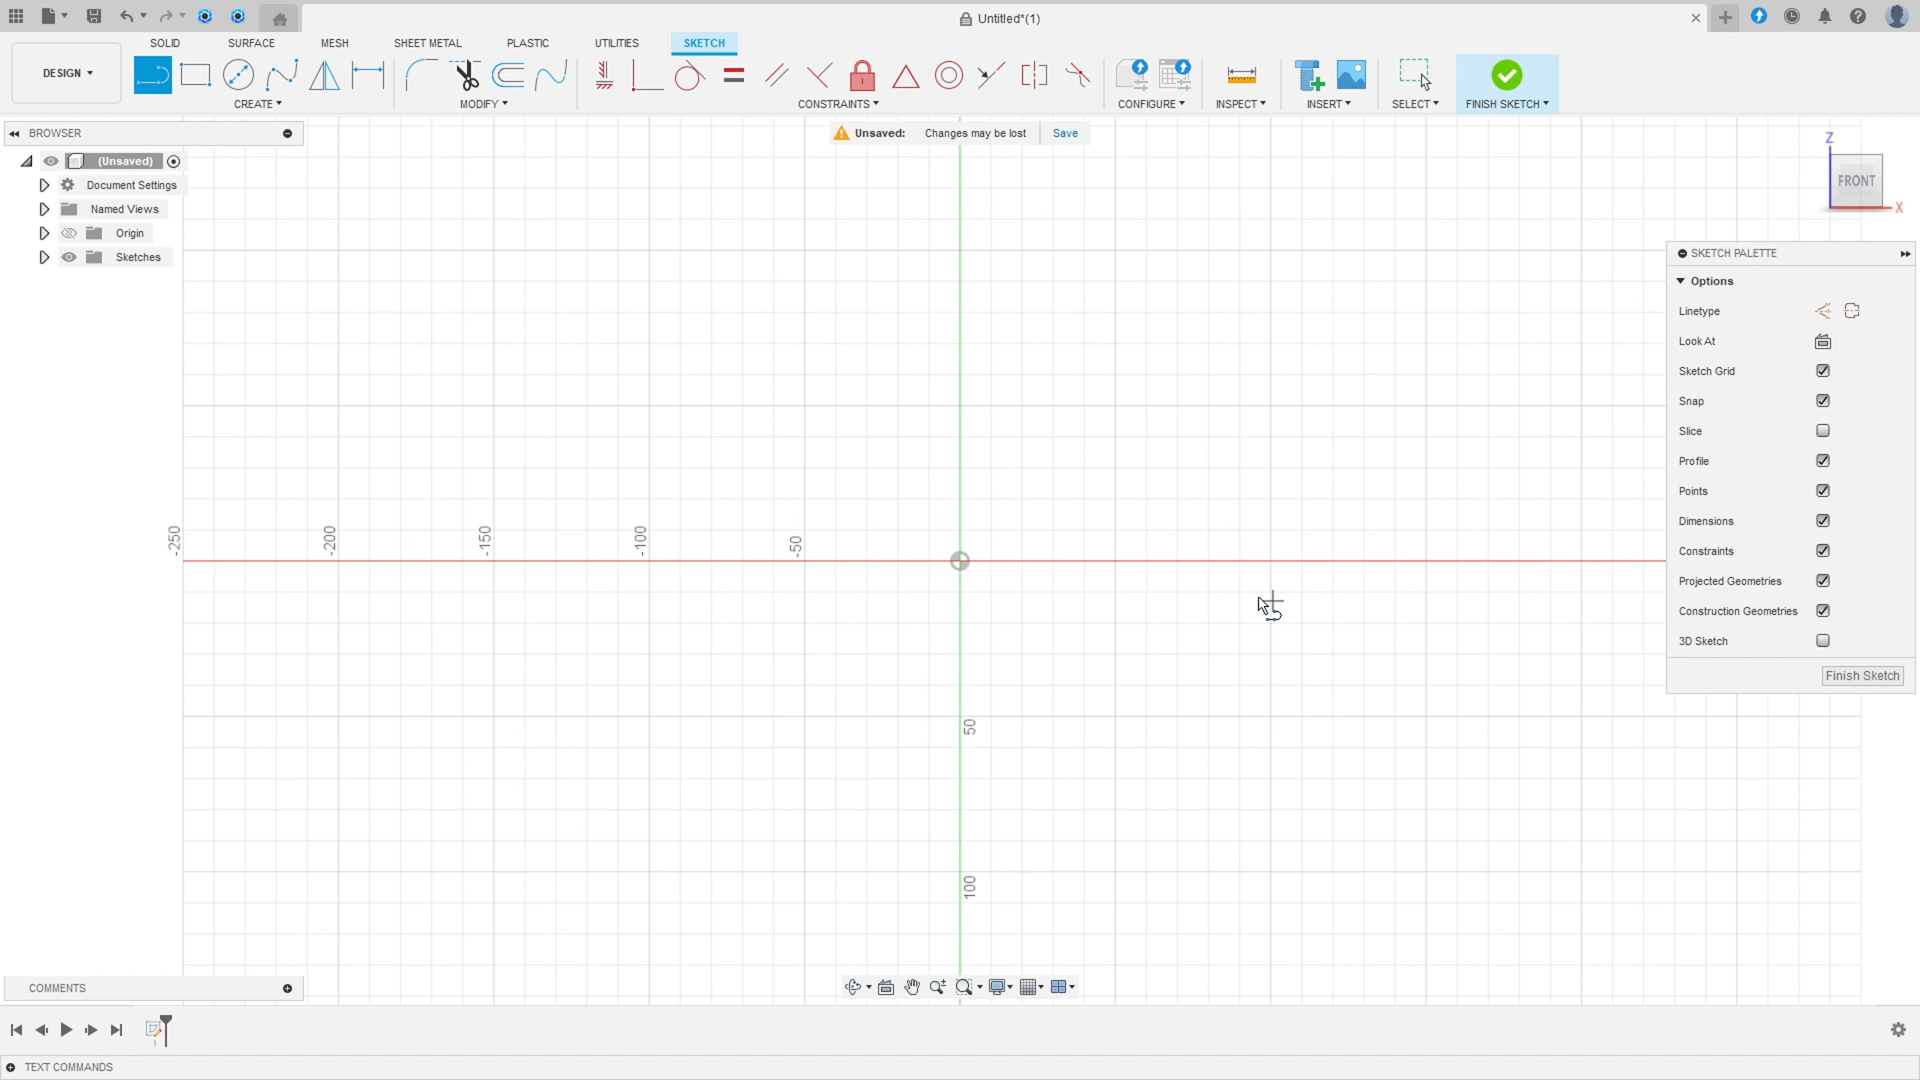 Untitled*(1)
SOLID
SURFACE
MESH
SHEET METAL
PLASTIC
UTILITIES
SKETCH
DESIGN
CREATE
MODIFY
CONSTRAINTS
CONFIGURE
INSPECT
INSERT
SELECT
FINISH SKETCH
BROWSER
Unsaved: Changes may be lost Save
(Unsaved)
Document Settings
Named Views
Origin
Sketches
Z
FRONT
X
SKETCH PALETTE
Options
Linetype
Look At
Sketch Grid
Snap
Slice
Profile
Points
Dimensions
Constraints
Projected Geometries
Construction Geometries
3D Sketch
Finish Sketch
-250
-200
-150
-100
-50
50
100
COMMENTS
TEXT COMMANDS